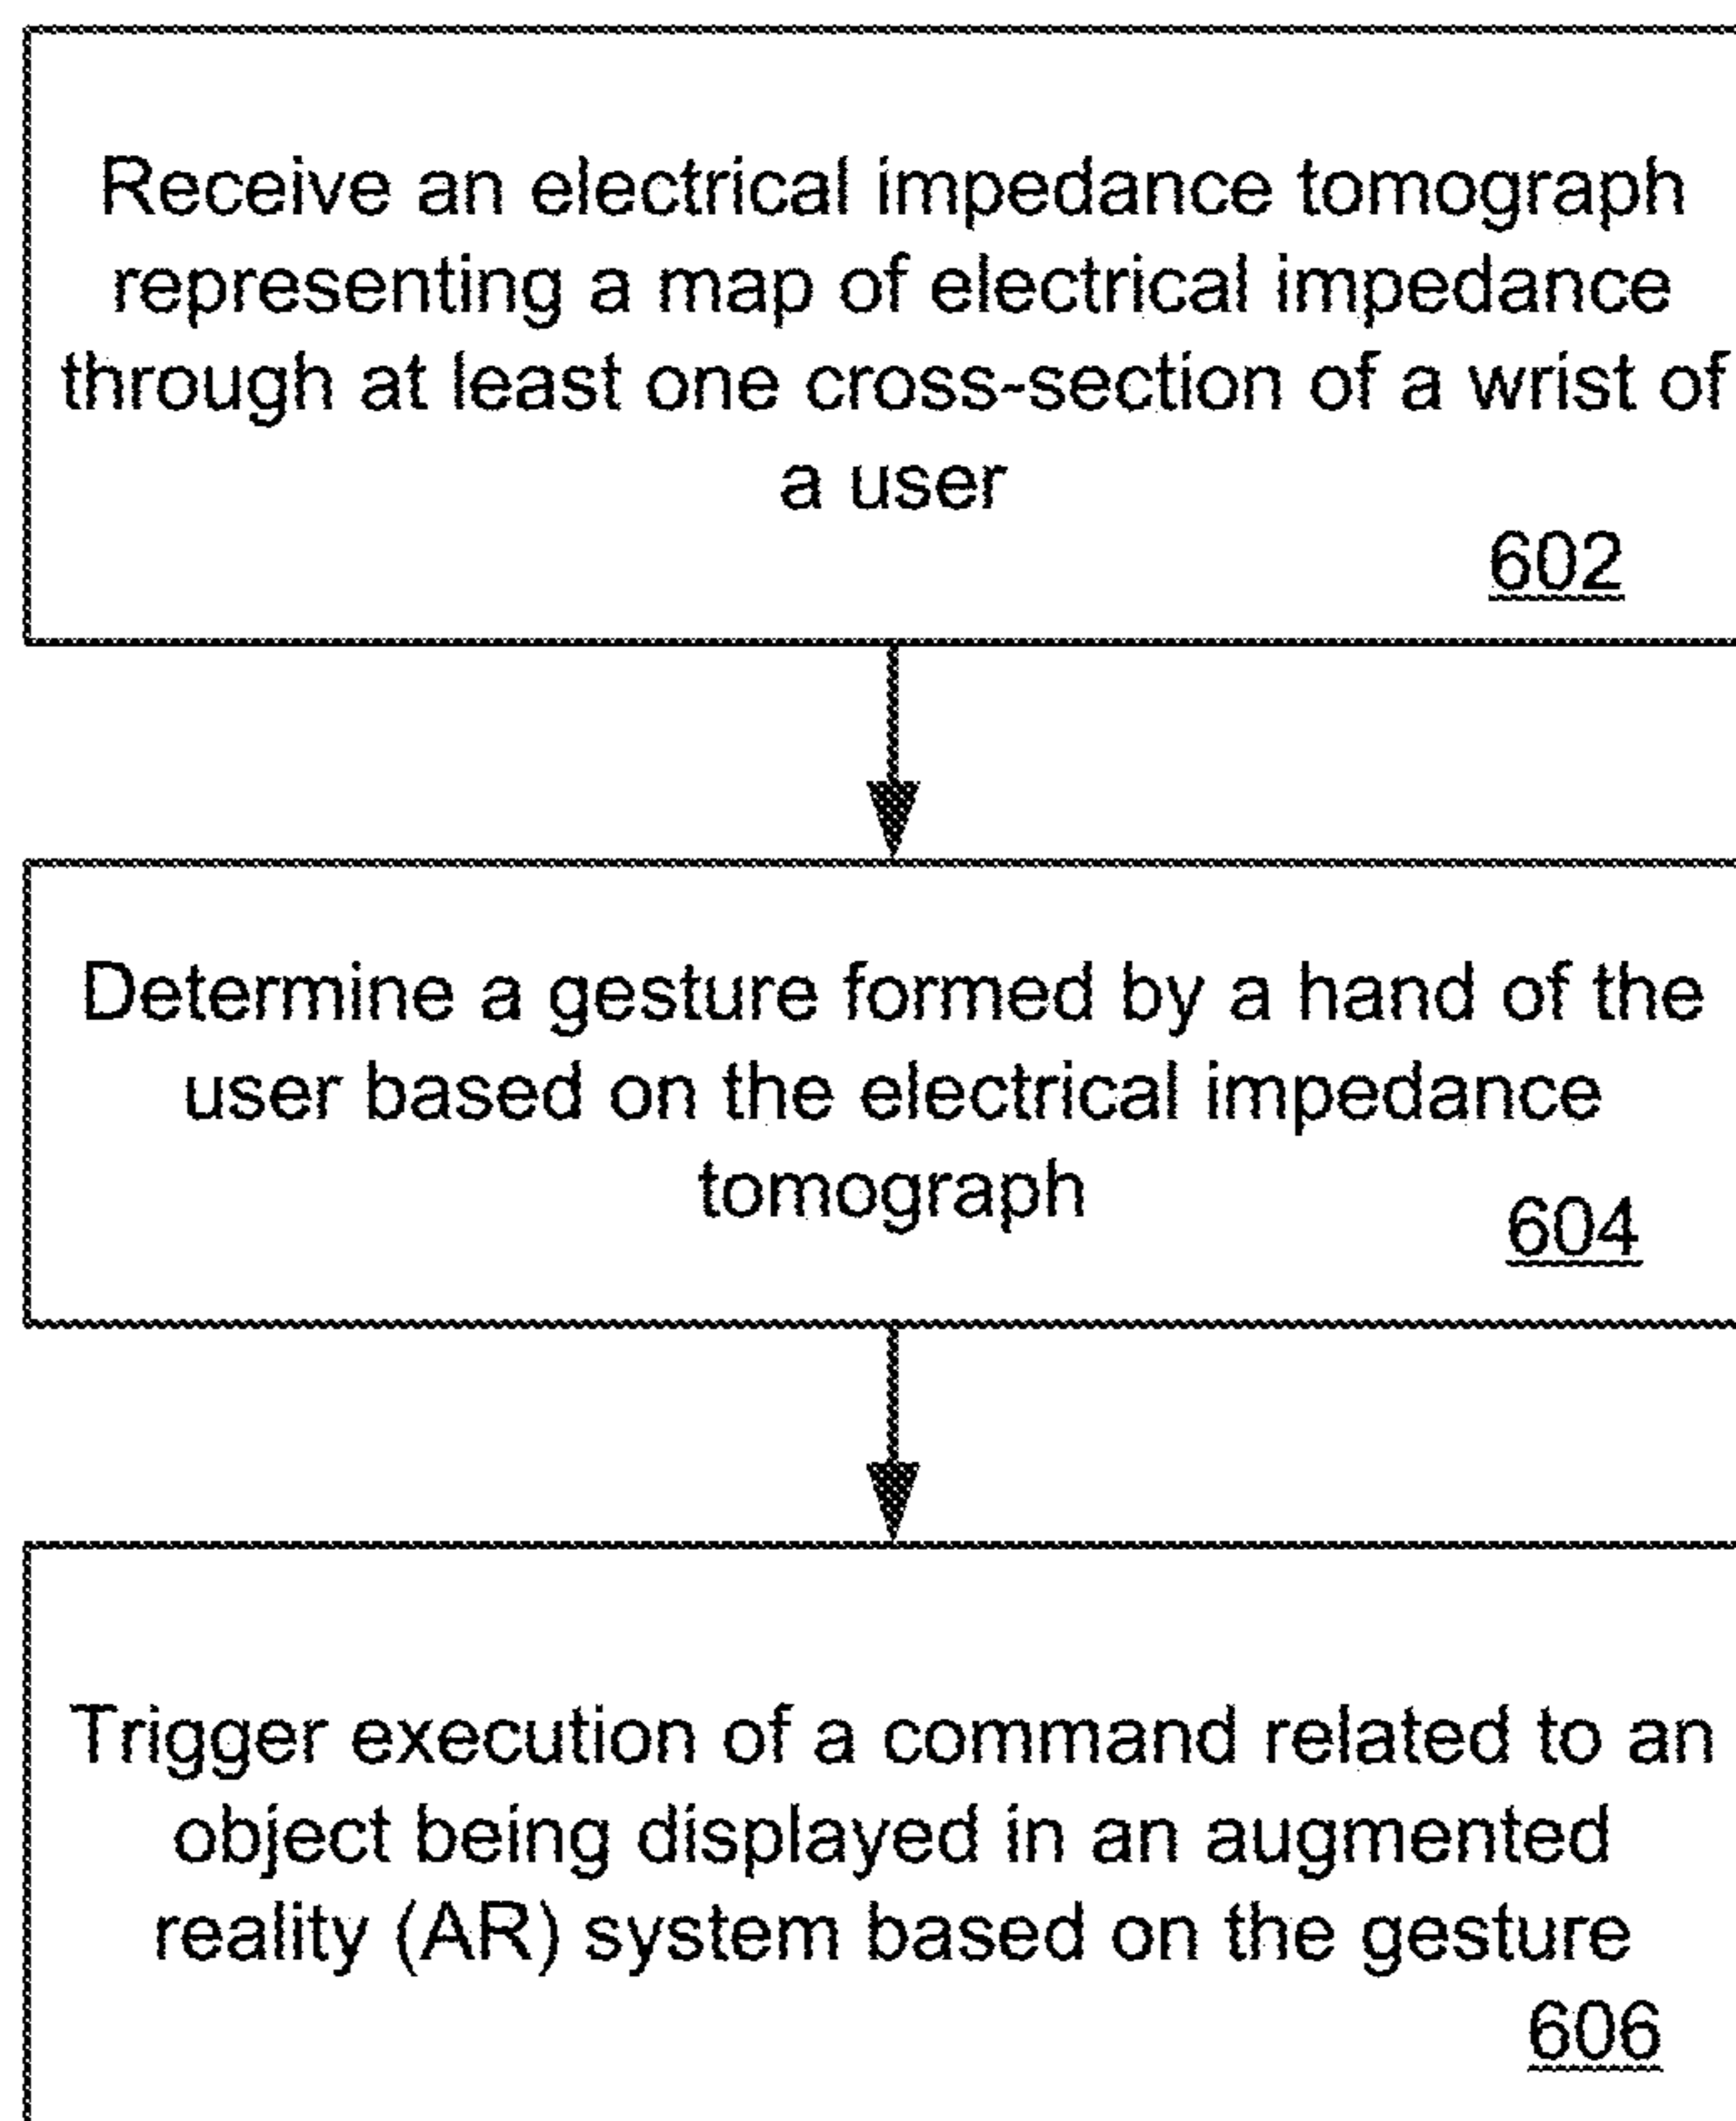 Receive an electrical impedance tomograph
representing a map of electrical impedance
through at least one cross-section of a wrist of
a user
602
Determine a gesture formed by a hand of the
user based on the electrical impedance
tomograph
604
Trigger execution of a command related to an
object being displayed in an augmented
reality (AR) system based on the gesture
606